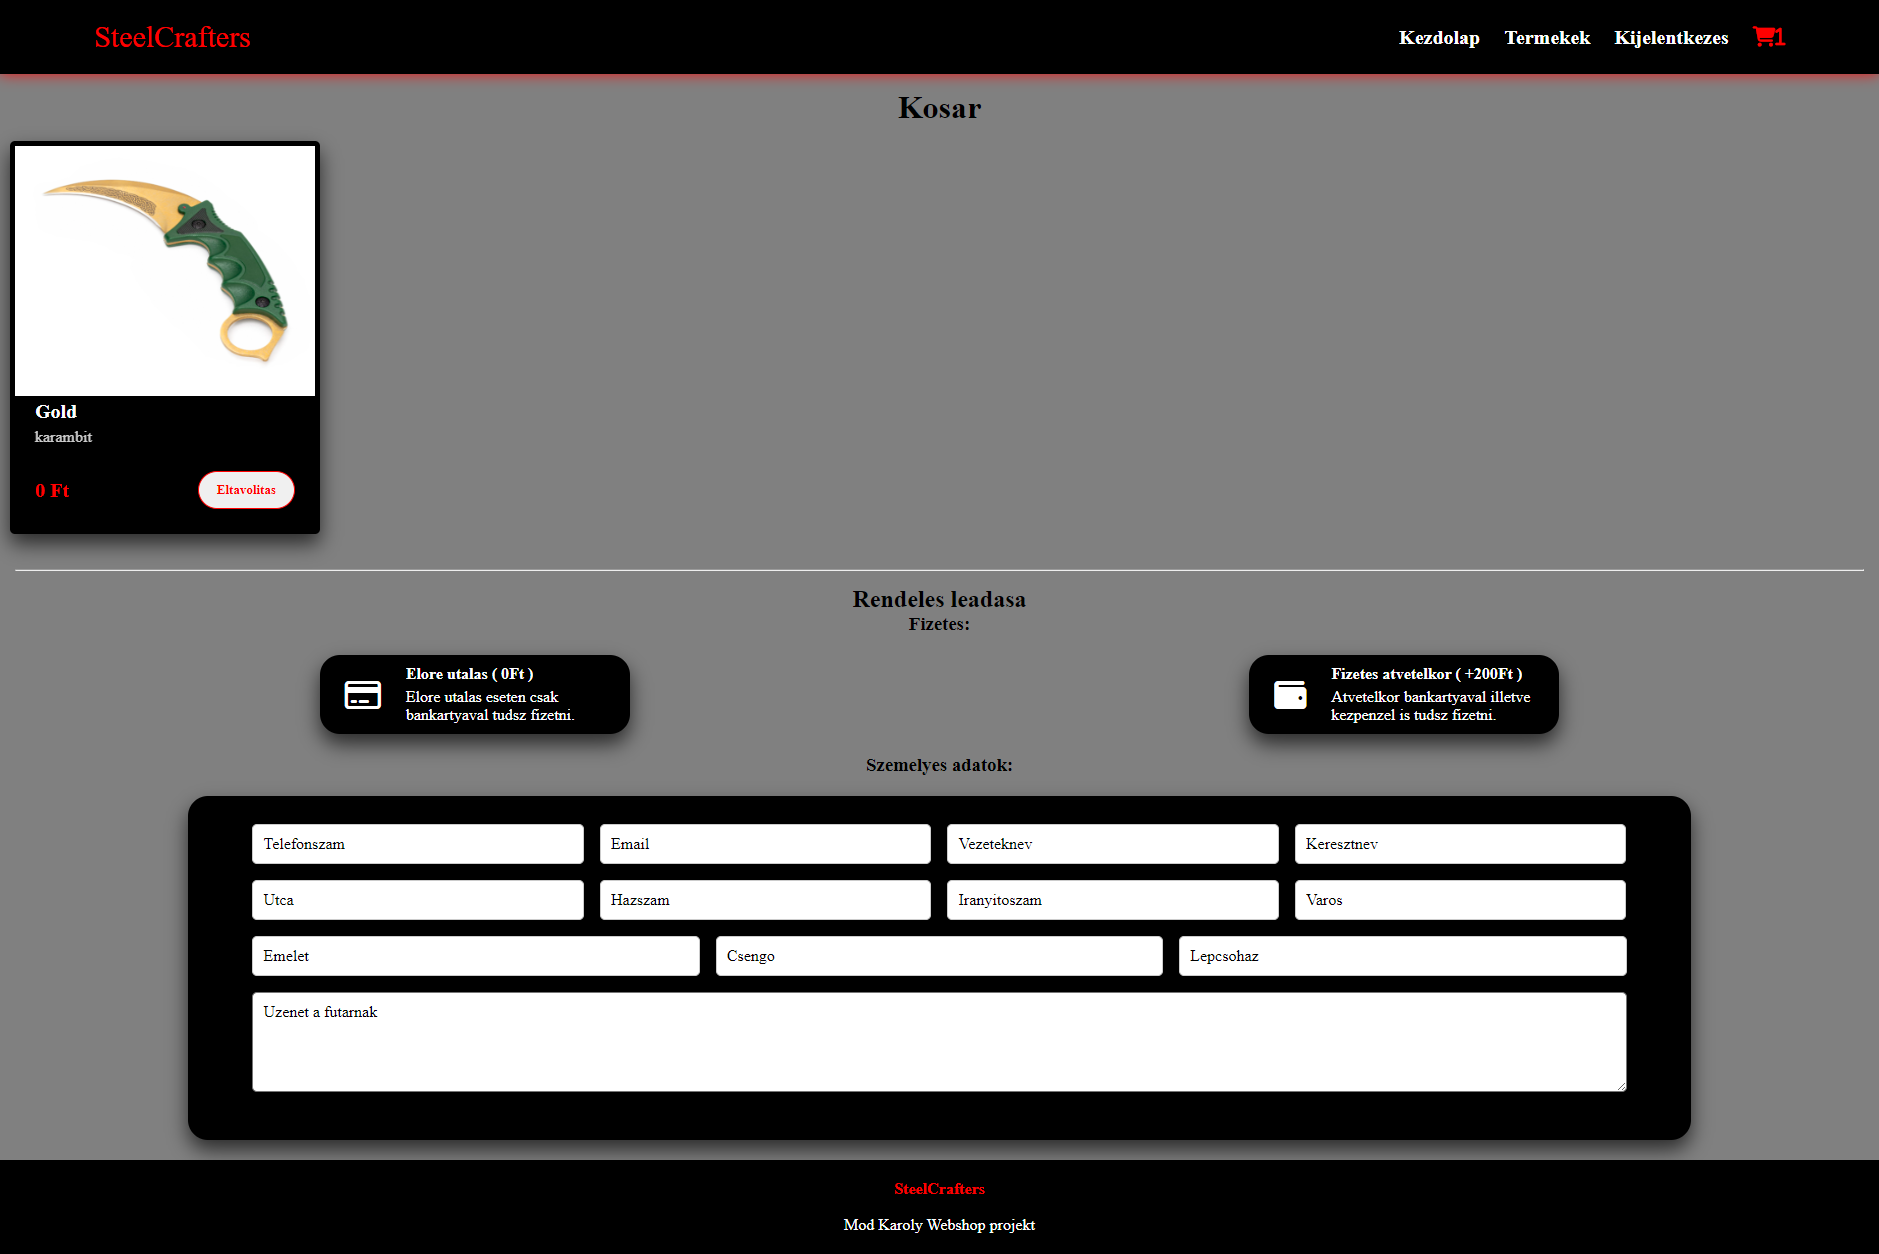 SteelCrafters
Kezdolap Termekek Kijelentkezes 1
Kosar
Gold
karambit
0 Ft
Eltavolitas
Rendeles leadasa
Fizetes:
Elore utalas ( 0Ft )
Elore utalas eseten csak
bankartyaval tudsz fizetni.
Fizetes atvetelkor ( +200Ft )
Atvetelkor bankartyaval illetve
kezpenzel is tudsz fizetni.
Szemelyes adatok:
Telefonszam Email Vezeteknev Keresztnev
Utca Hazszam Iranyitoszam Varos
Emelet Csengo Lepcsohaz
Uzenet a futarnak
SteelCrafters
Mod Karoly Webshop projekt